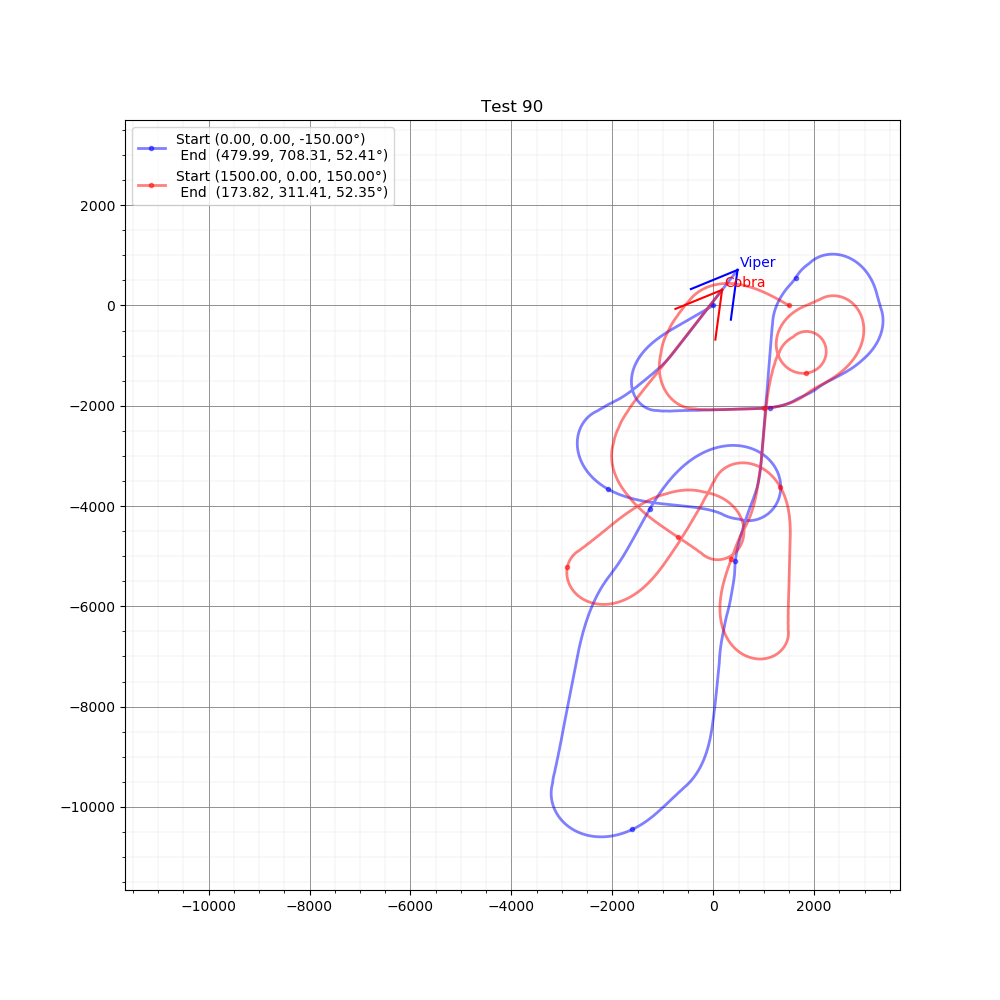 Test 90
Start (0.00, 0.00, -150.00°)
End (479.99, 708.31, 52.41°)
Start (1500.00, 0.00, 150.00°)
End (173.82, 311.41, 52.35°)
Viper
Cobra
2000
0
−2000
−4000
−6000
−8000
−10000
−10000 −8000 −6000 −4000 −2000 0 2000